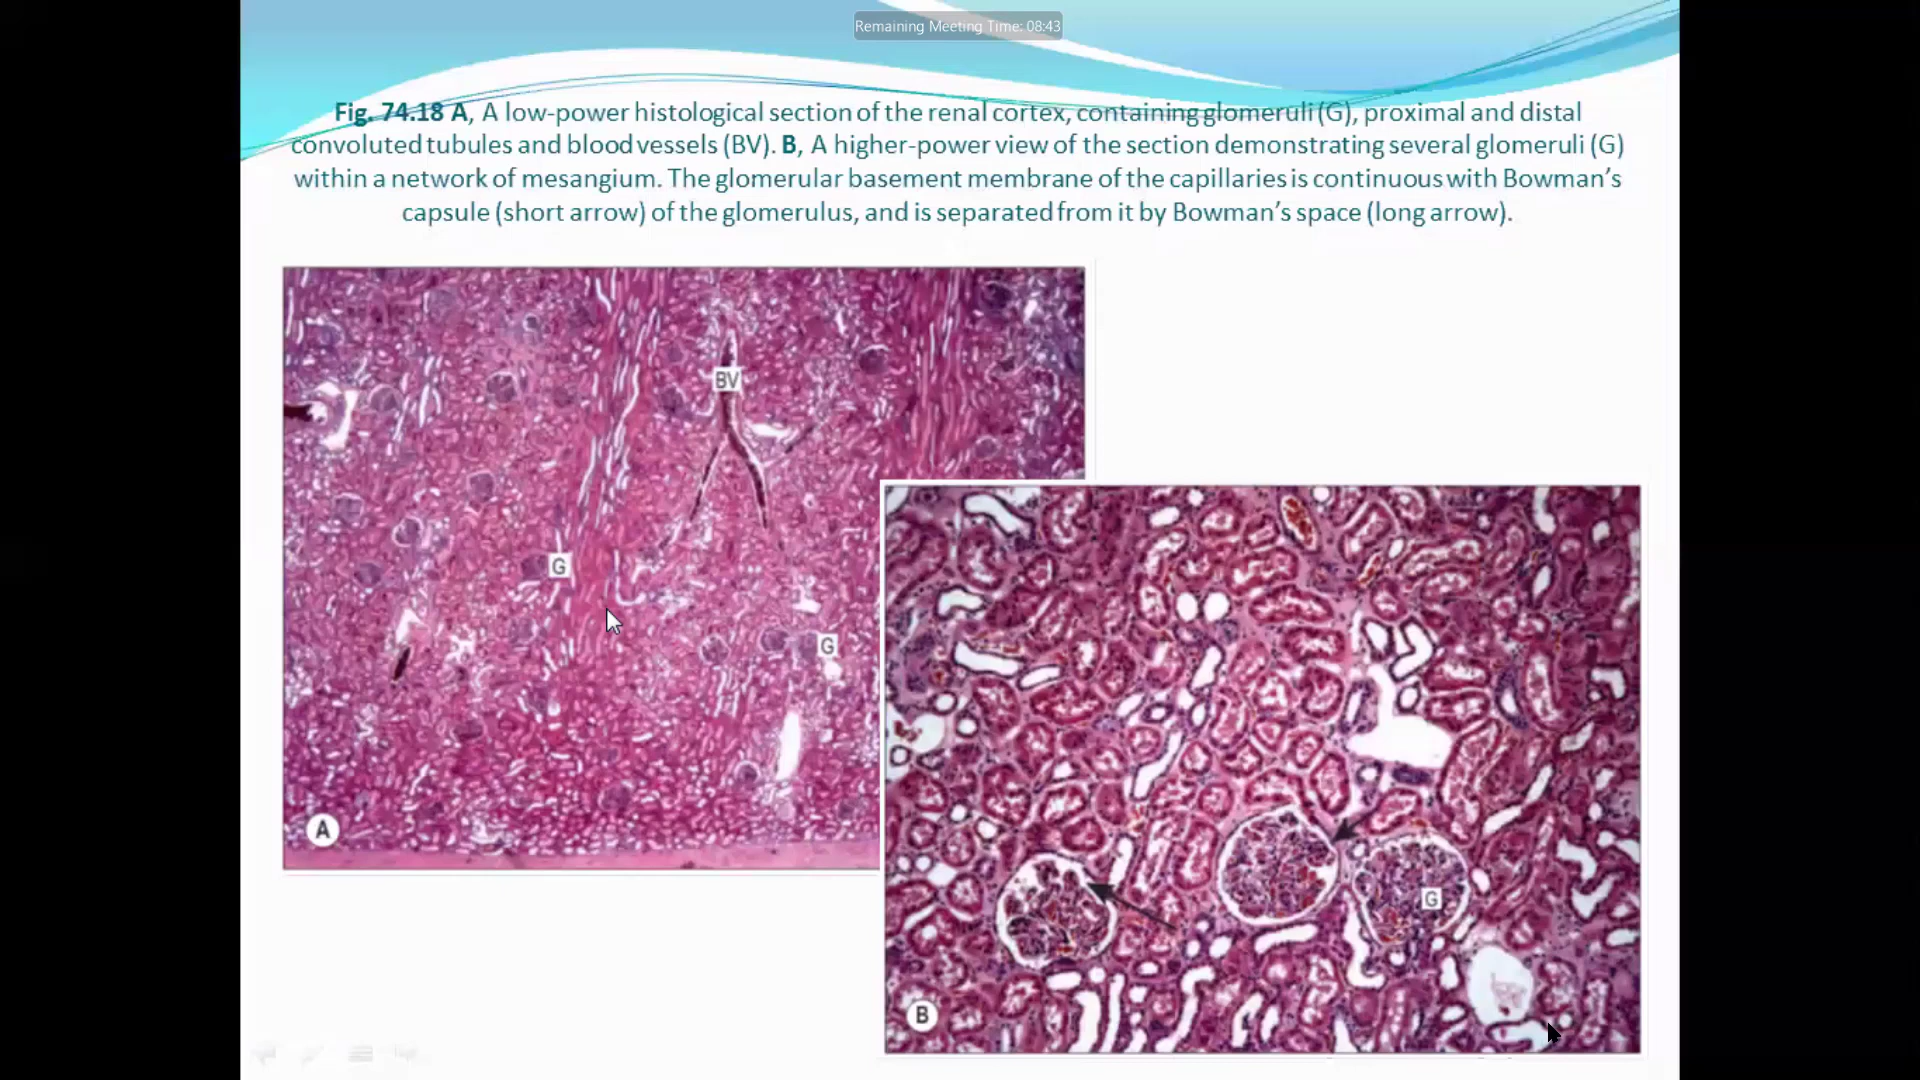 Remaining Meeting Time: 08:43
Fig. 74.18 A, A low-power histological section of the renal cortex, containing glomeruli (G), proximal and distal
convoluted tubules and blood vessels (BV). B, A higher-power view of the section demonstrating several glomeruli (G)
within a network of mesangium. The glomerular basement membrane of the capillaries is continuous with Bowman’s
capsule (short arrow) of the glomerulus, and is separated from it by Bowman’s space (long arrow).
BV
G
G
A
G
B